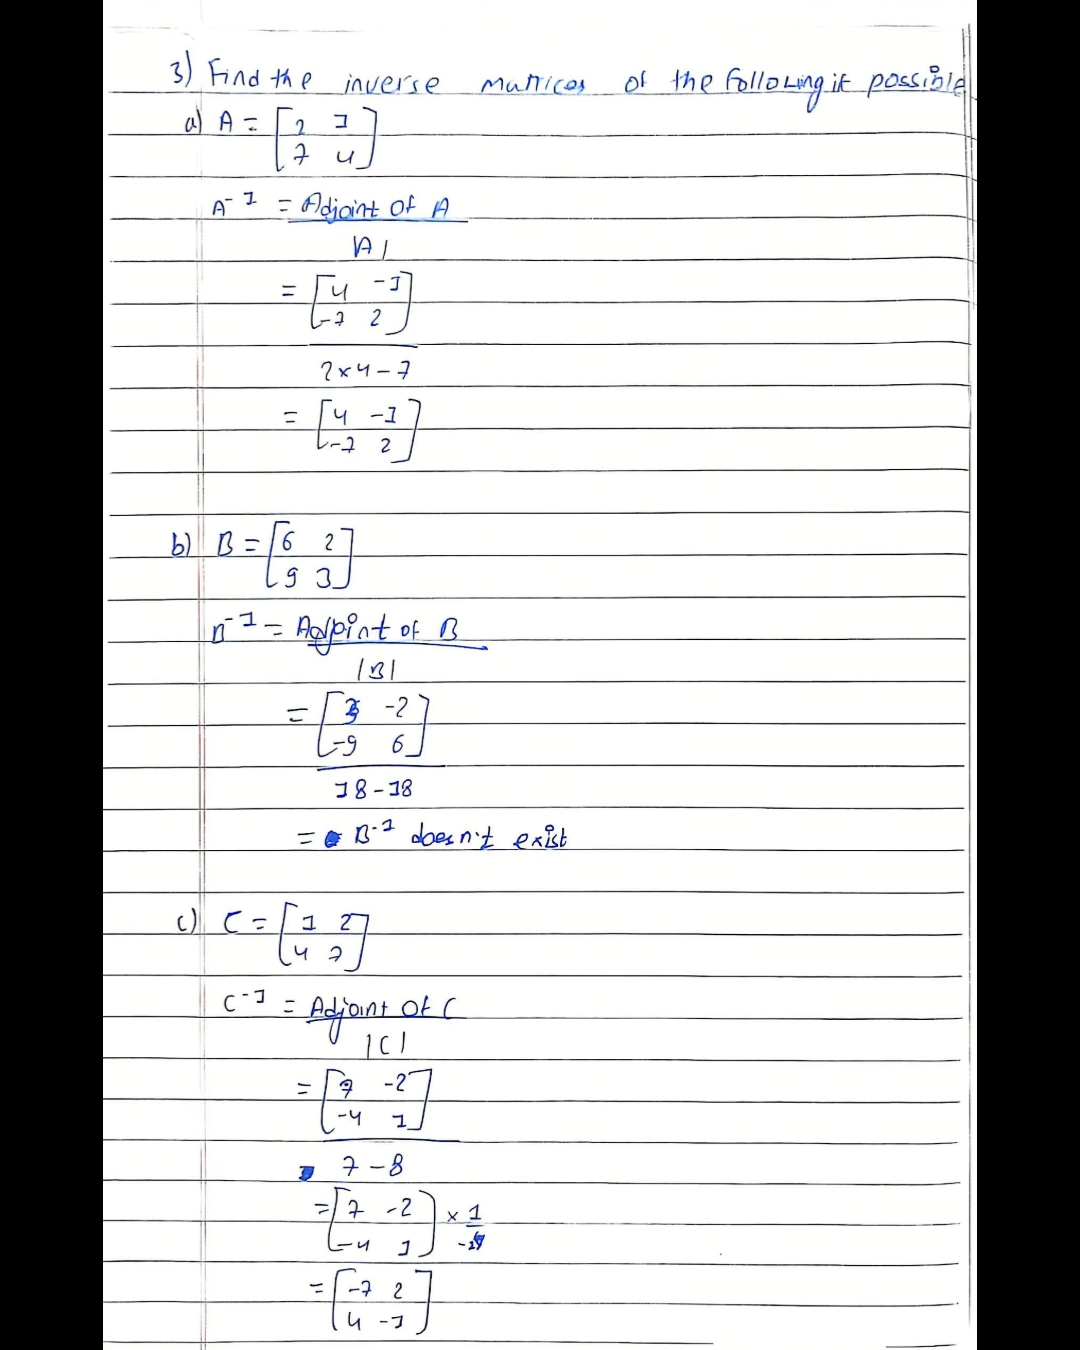 3) Find the inverse matrices of the following if possible
a) A = [2 1
7 4]
A⁻¹ = Adjoint of A
|A|
= [4 -1
-7 2]
2×4-7
= [4 -1
-7 2]
b) B = [6 2
9 3]
B⁻¹ = Adjoint of B
|B|
= [3 -2
-9 6]
18-18
= B⁻¹ doesn't exist
c) C = [1 2
4 7]
C⁻¹ = Adjoint of C
|C|
= [7 -2
-4 1]
7-8
= [7 -2
-4 1] × 1
= [-7 2
4 -1]